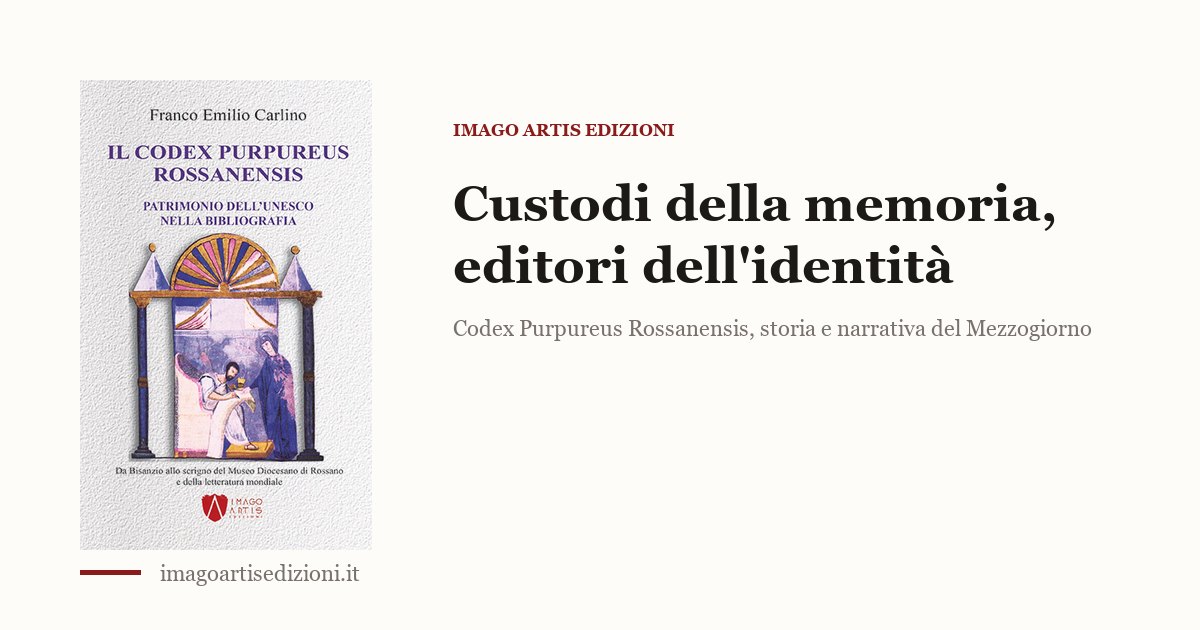 Franco Emilio Carlino
IL CODEX PURPUREUS
ROSSANENSIS
PATRIMONIO DELL'UNESCO
NELLA BIBLIOGRAFIA
Da Bisanzio allo scrigno del Museo Diocesano di Rossano
e della letteratura mondiale
IMAGO
ARTIS
EDIZIONI
IMAGO ARTIS EDIZIONI
Custodi della memoria,
editori dell'identità
Codex Purpureus Rossanensis, storia e narrativa del Mezzogiorno
imagoartisedizioni.it